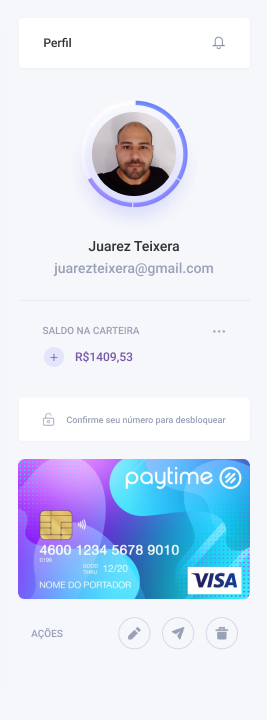 Perfil
Juarez Teixera
juarezteixera@gmail.com
SALDO NA CARTEIRA
R$1409,53
Confirme seu número para desbloquear
paytime
4600 1234 5678 9010
0199
GOOD
THRU
12/20
NOME DO PORTADOR
VISA
AÇÕES